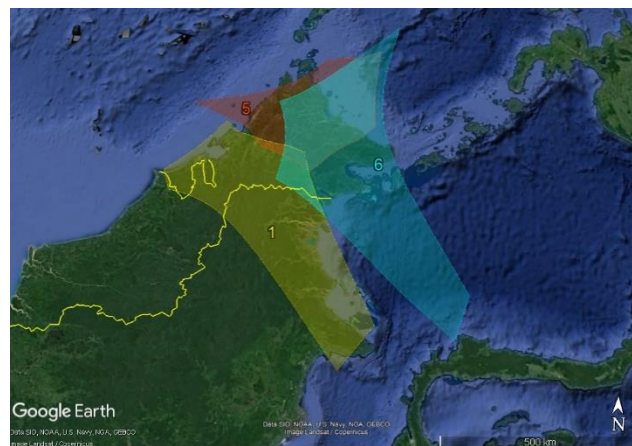 5
6
1
Google Earth
Data SIO, NOAA, U.S. Navy, NGA, GEBCO
Image Landsat / Copernicus
Data SIO, NOAA, U.S. Navy, NGA, GEBCO
Image Landsat / Copernicus
N
500 km